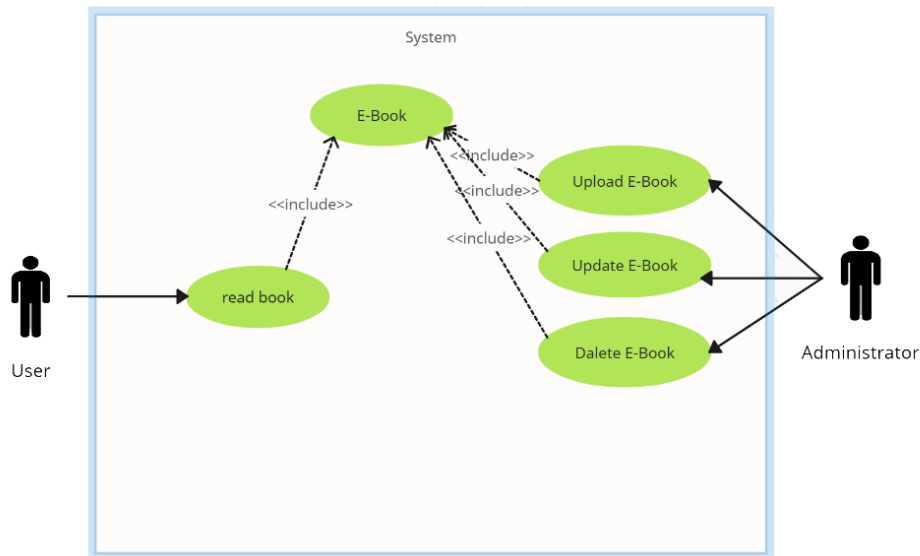 System
E-Book
<<include>>
Upload E-Book
<<include>>
<<include>>
<<include>>
Update E-Book
read book
Dalete E-Book
User
Administrator